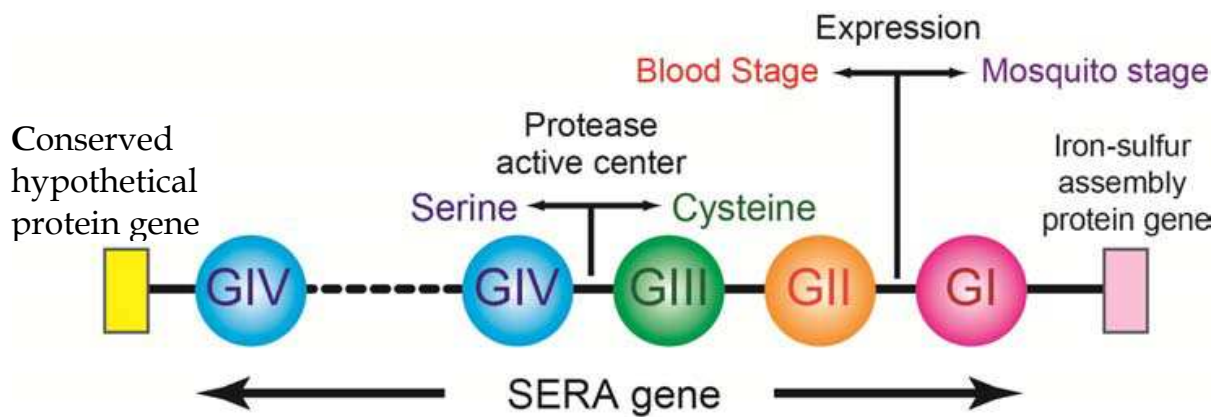 Expression
Blood Stage
Mosquito stage
Conserved
hypothetical
protein gene
Protease
active center
Serine
Cysteine
Iron-sulfur
assembly
protein gene
GIV
GIV
GIII
GII
GI
SERA gene